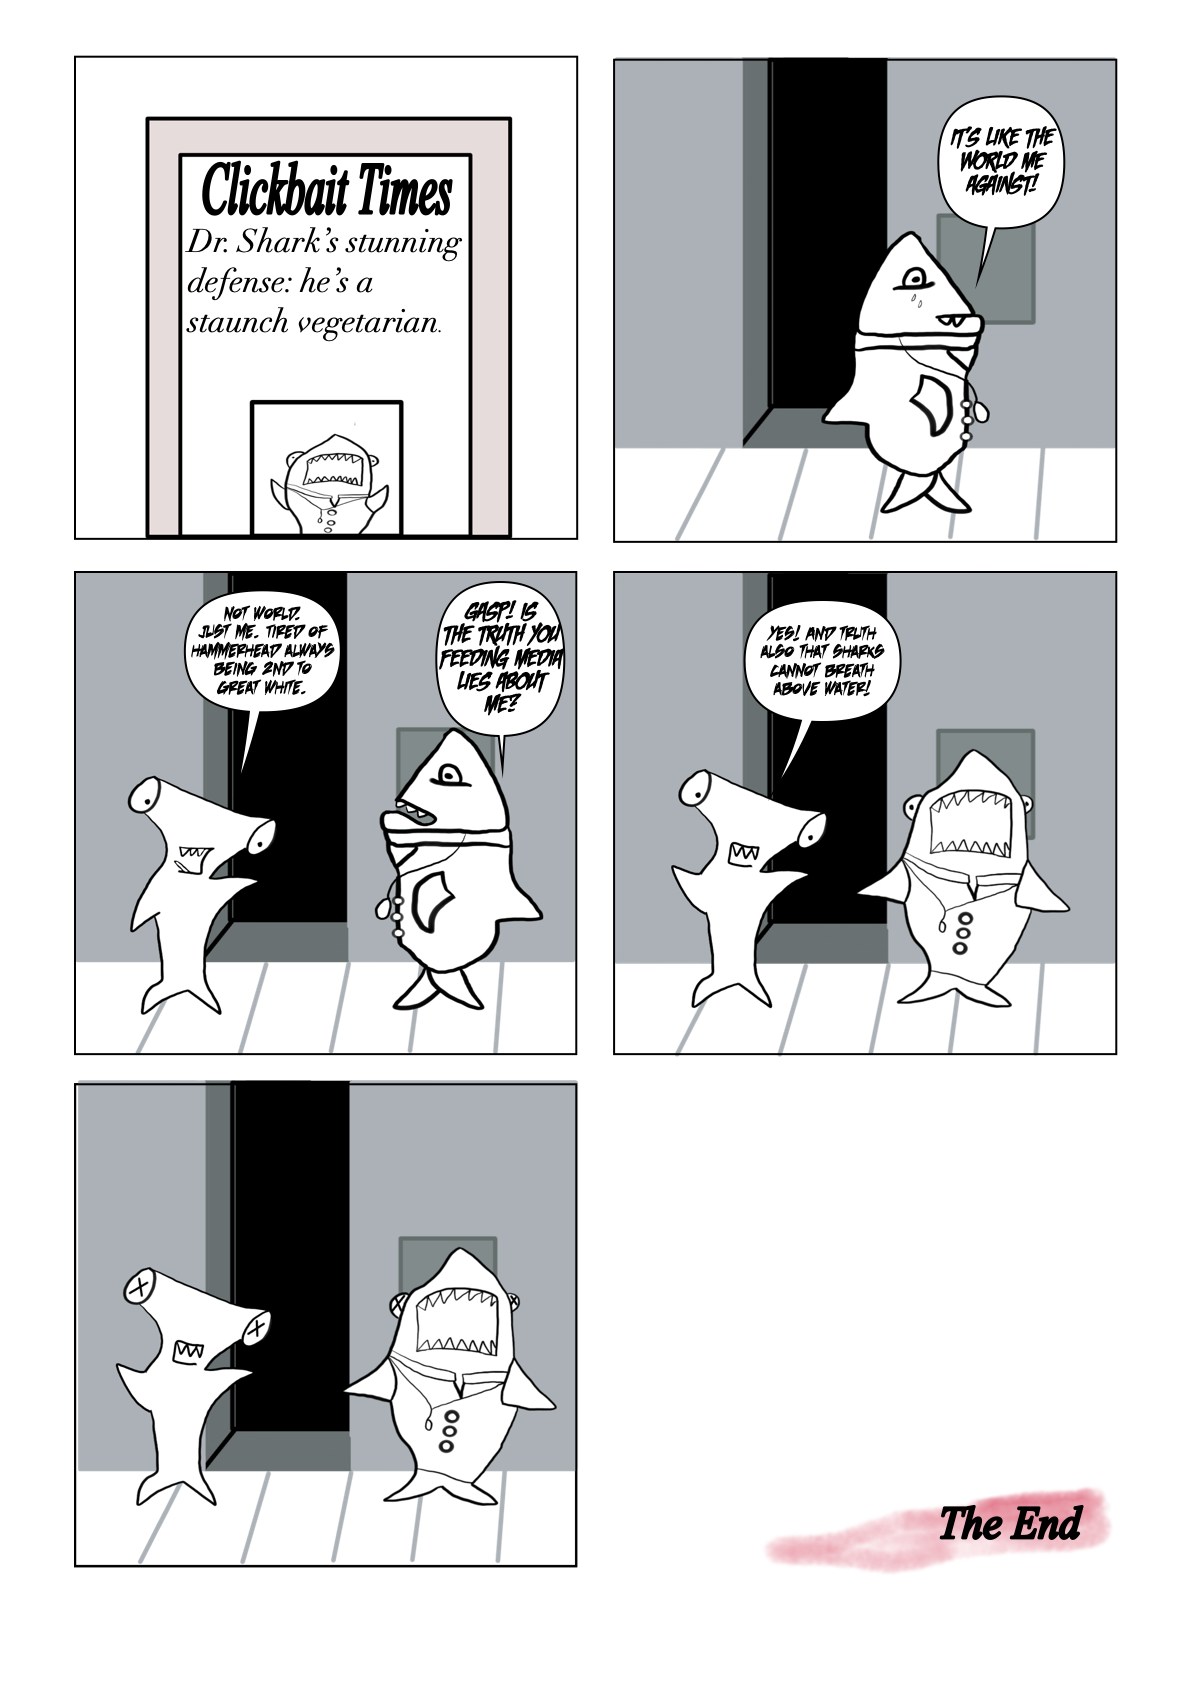 Clickbait Times
Dr. Shark's stunning
defense: he's a
staunch vegetarian.
IT'S LIKE THE
WORLD ME
AGAINST!
NOT WORLD.
JUST ME. TIRED OF
HAMMERHEAD ALWAYS
BEING 2ND TO
GREAT WHITE.
GASP! IS
THE TRUTH YOU
FEEDING MEDIA
LIES ABOUT
ME?
YES! AND TRUTH
ALSO THAT SHARKS
CANNOT BREATH
ABOVE WATER!
The End